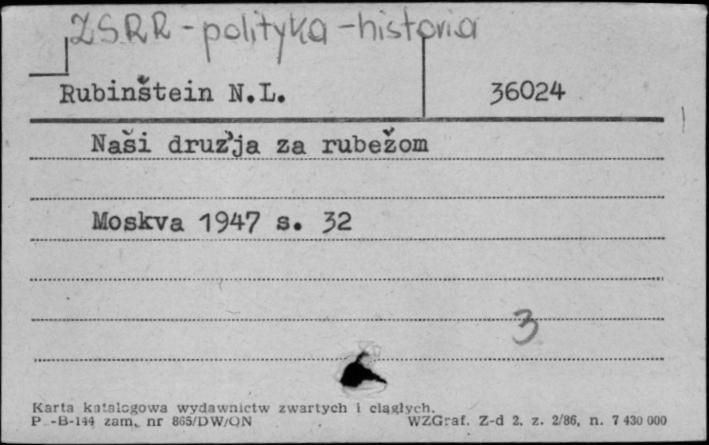 ZSRR - polityka - historia
Rubinštein N.L. 36024
Naši druz'ja za rubežom
Moskva 1947 s. 32
3
Karta katalogowa wydawnictw zwartych i ciągłych.
P.-B-144 zam. nr 865/DW/ON WZGraf. Z-d 2. z. 2/86, n. 7 430 000